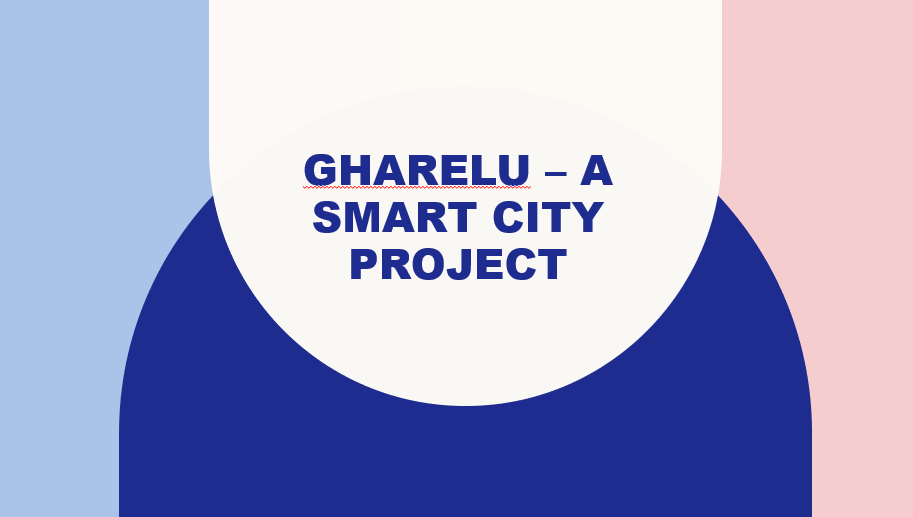 GHARELU – A
SMART CITY
PROJECT